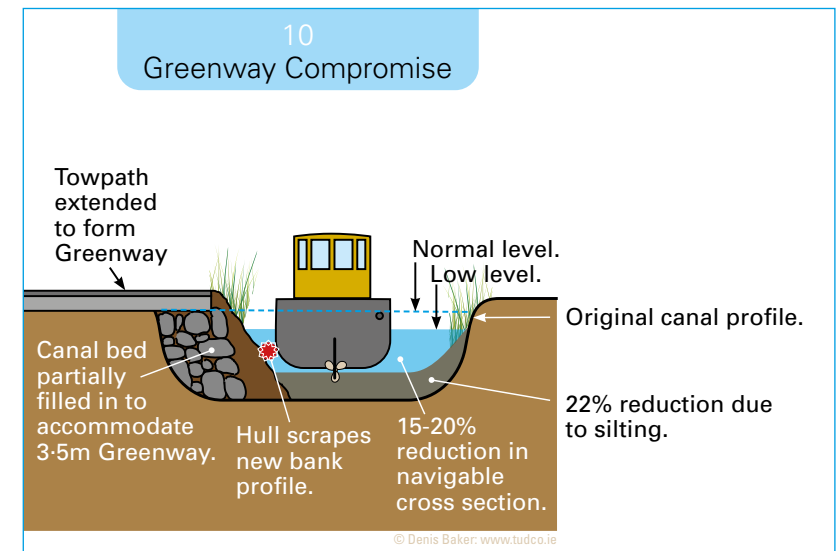 10
Greenway Compromise
Towpath
extended
to form
Greenway
Normal level.
Low level.
Original canal profile.
Canal bed
partially
filled in to
accommodate
3·5m Greenway.
Hull scrapes
new bank
profile.
15-20%
reduction in
navigable
cross section.
22% reduction due
to silting.
© Denis Baker: www.tudco.ie